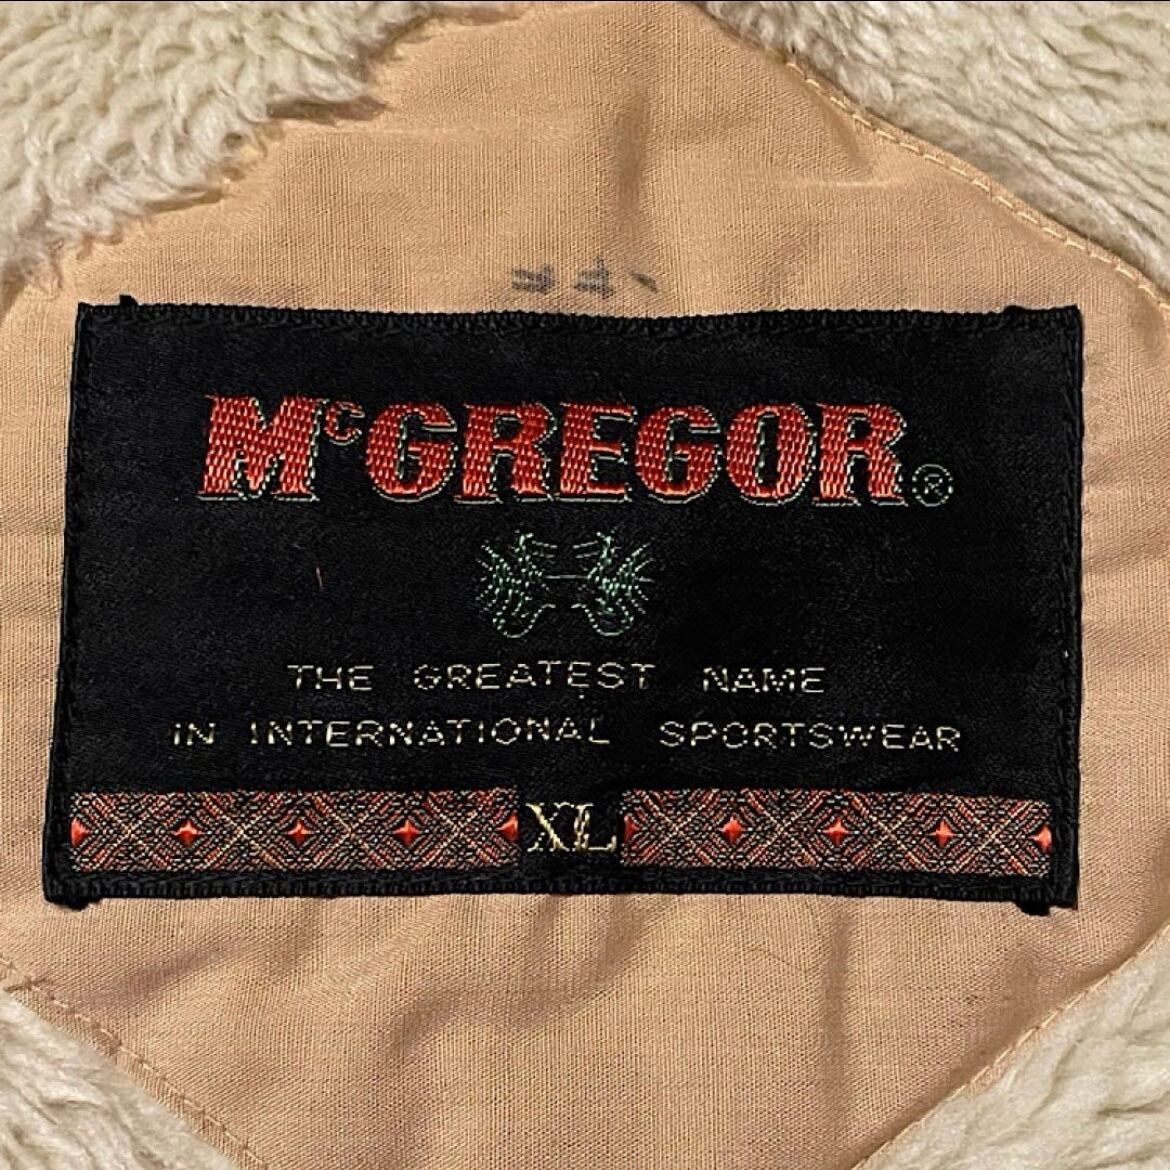 McGREGOR®
THE GREATEST NAME
IN INTERNATIONAL SPORTSWEAR
XL